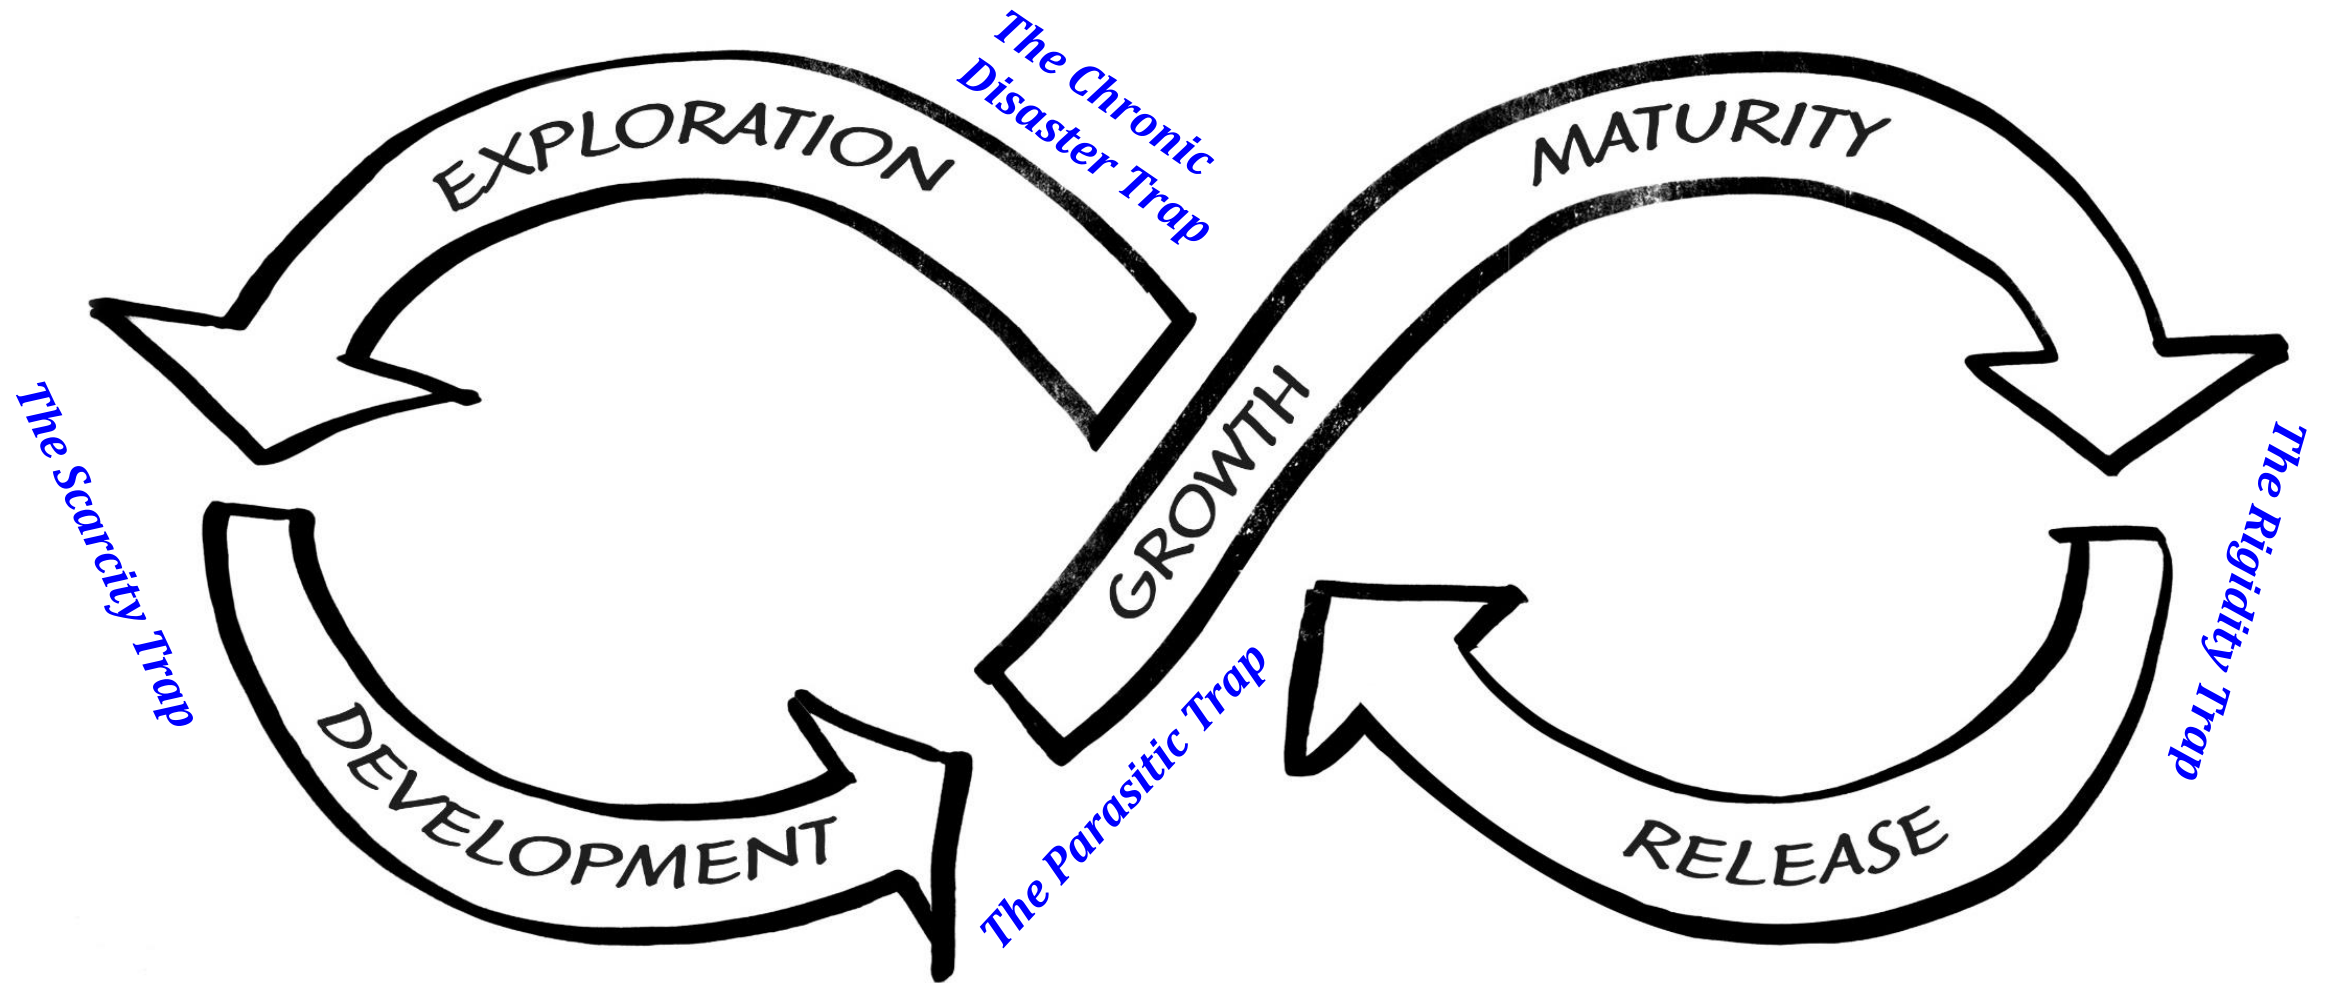 The Chronic
Disaster Trap
EXPLORATION
MATURITY
GROWTH
The Scarcity Trap
The Rigidity Trap
DEVELOPMENT
The Parasitic Trap
RELEASE